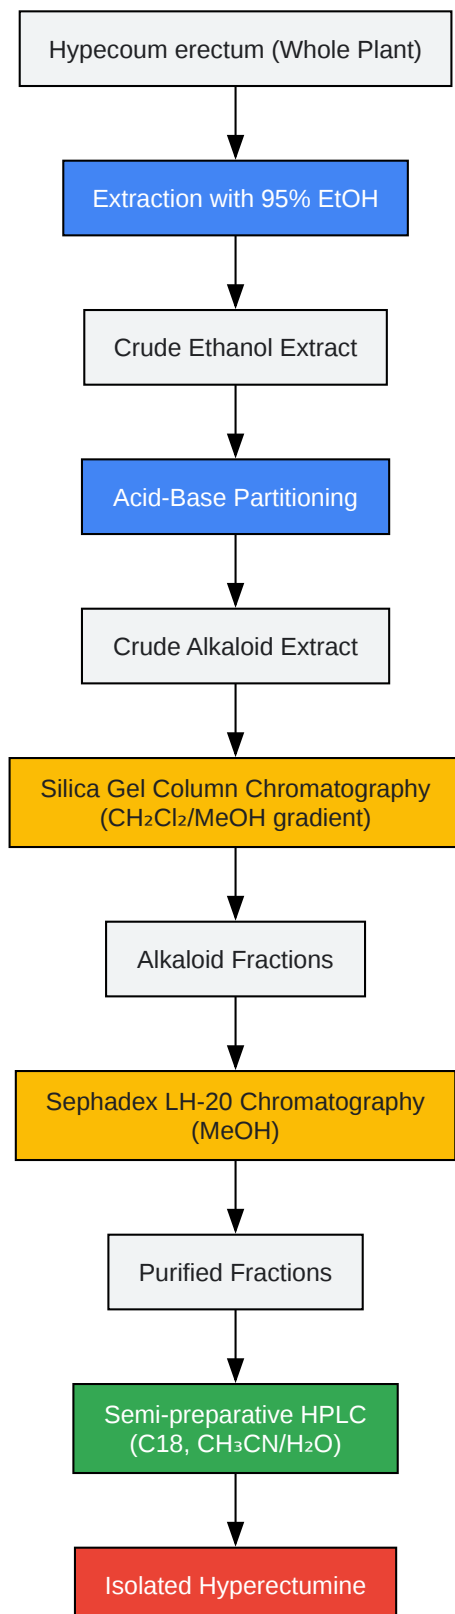 Hypecoum erectum (Whole Plant)
Extraction with 95% EtOH
Crude Ethanol Extract
Acid-Base Partitioning
Crude Alkaloid Extract
Silica Gel Column Chromatography
(CH₂Cl₂/MeOH gradient)
Alkaloid Fractions
Sephadex LH-20 Chromatography
(MeOH)
Purified Fractions
Semi-preparative HPLC
(C18, CH₃CN/H₂O)
Isolated Hyperectumine